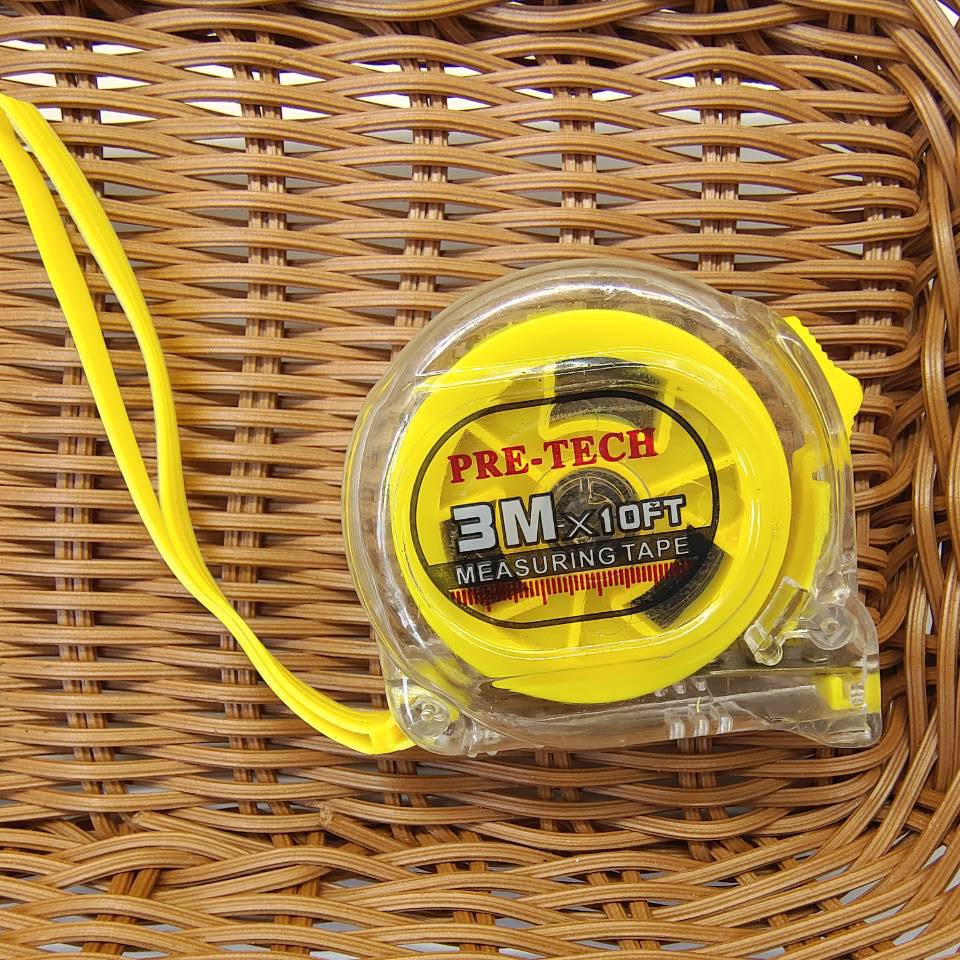 PRE-TECH
3M x 10FT
MEASURING TAPE